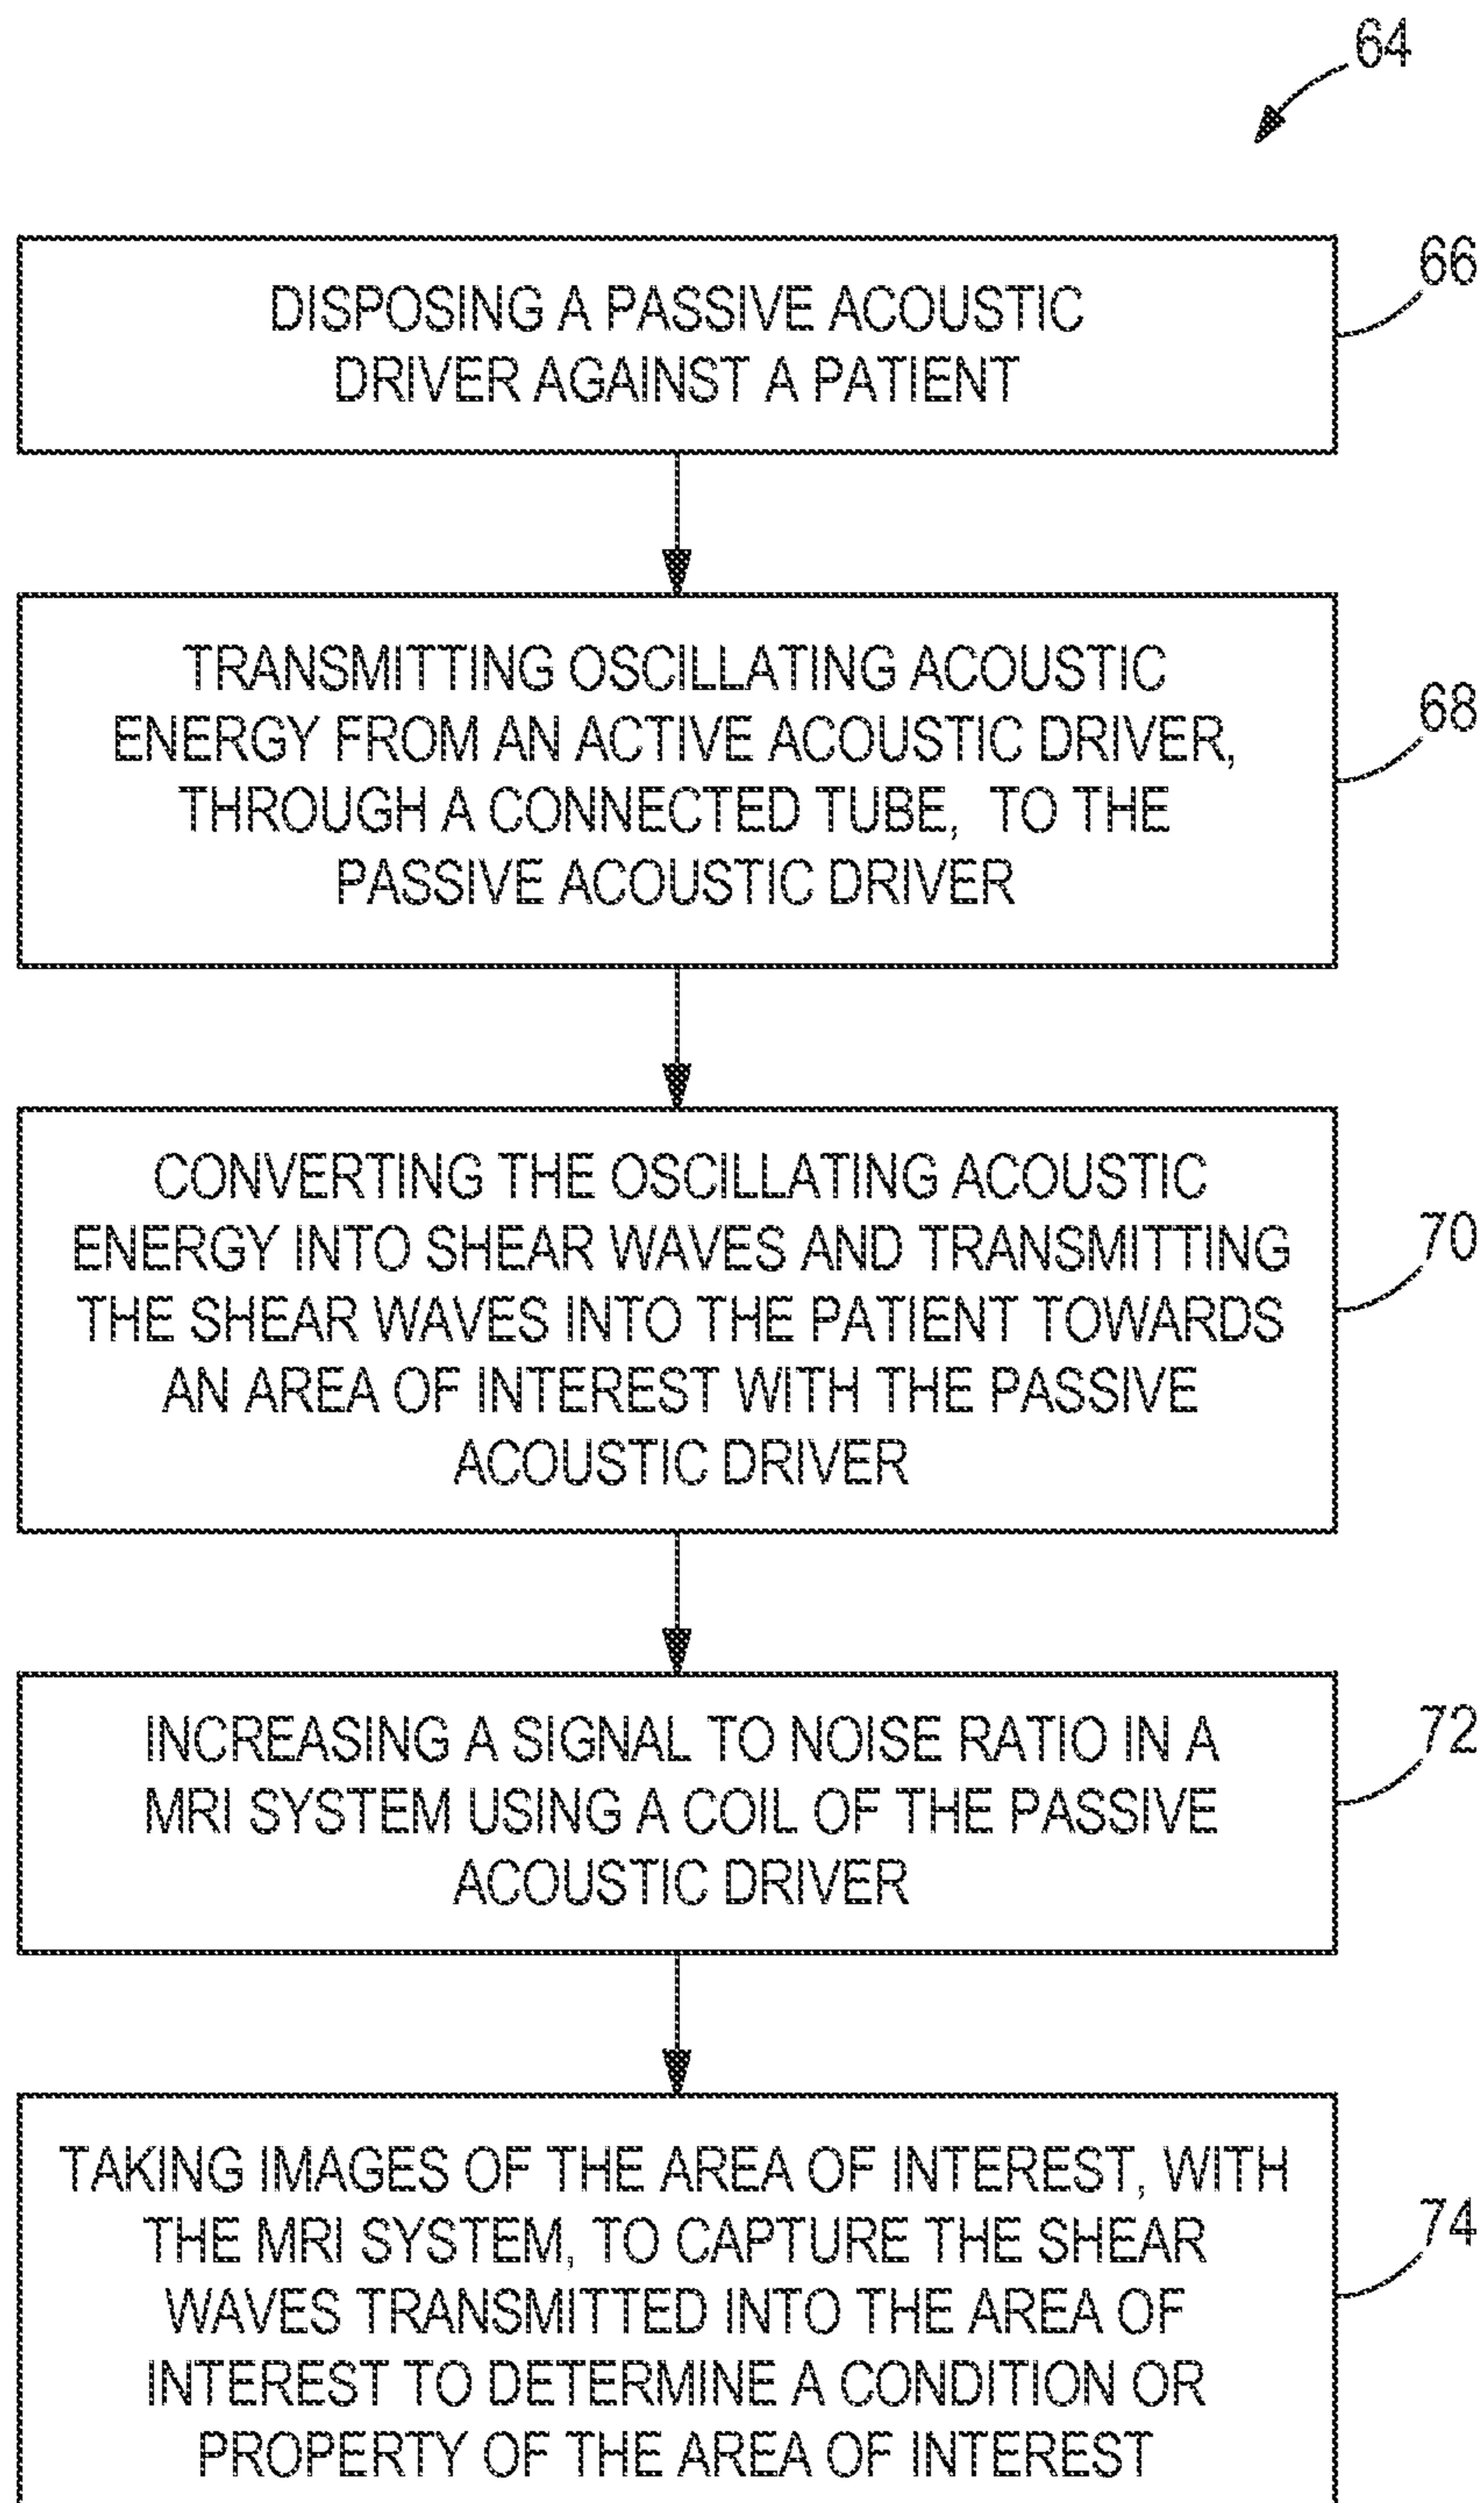 64
66
DISPOSING A PASSIVE ACOUSTIC
DRIVER AGAINST A PATIENT
68
TRANSMITTING OSCILLATING ACOUSTIC
ENERGY FROM AN ACTIVE ACOUSTIC DRIVER,
THROUGH A CONNECTED TUBE, TO THE
PASSIVE ACOUSTIC DRIVER
70
CONVERTING THE OSCILLATING ACOUSTIC
ENERGY INTO SHEAR WAVES AND TRANSMITTING
THE SHEAR WAVES INTO THE PATIENT TOWARDS
AN AREA OF INTEREST WITH THE PASSIVE
ACOUSTIC DRIVER
72
INCREASING A SIGNAL TO NOISE RATIO IN A
MRI SYSTEM USING A COIL OF THE PASSIVE
ACOUSTIC DRIVER
74
TAKING IMAGES OF THE AREA OF INTEREST, WITH
THE MRI SYSTEM, TO CAPTURE THE SHEAR
WAVES TRANSMITTED INTO THE AREA OF
INTEREST TO DETERMINE A CONDITION OR
PROPERTY OF THE AREA OF INTEREST